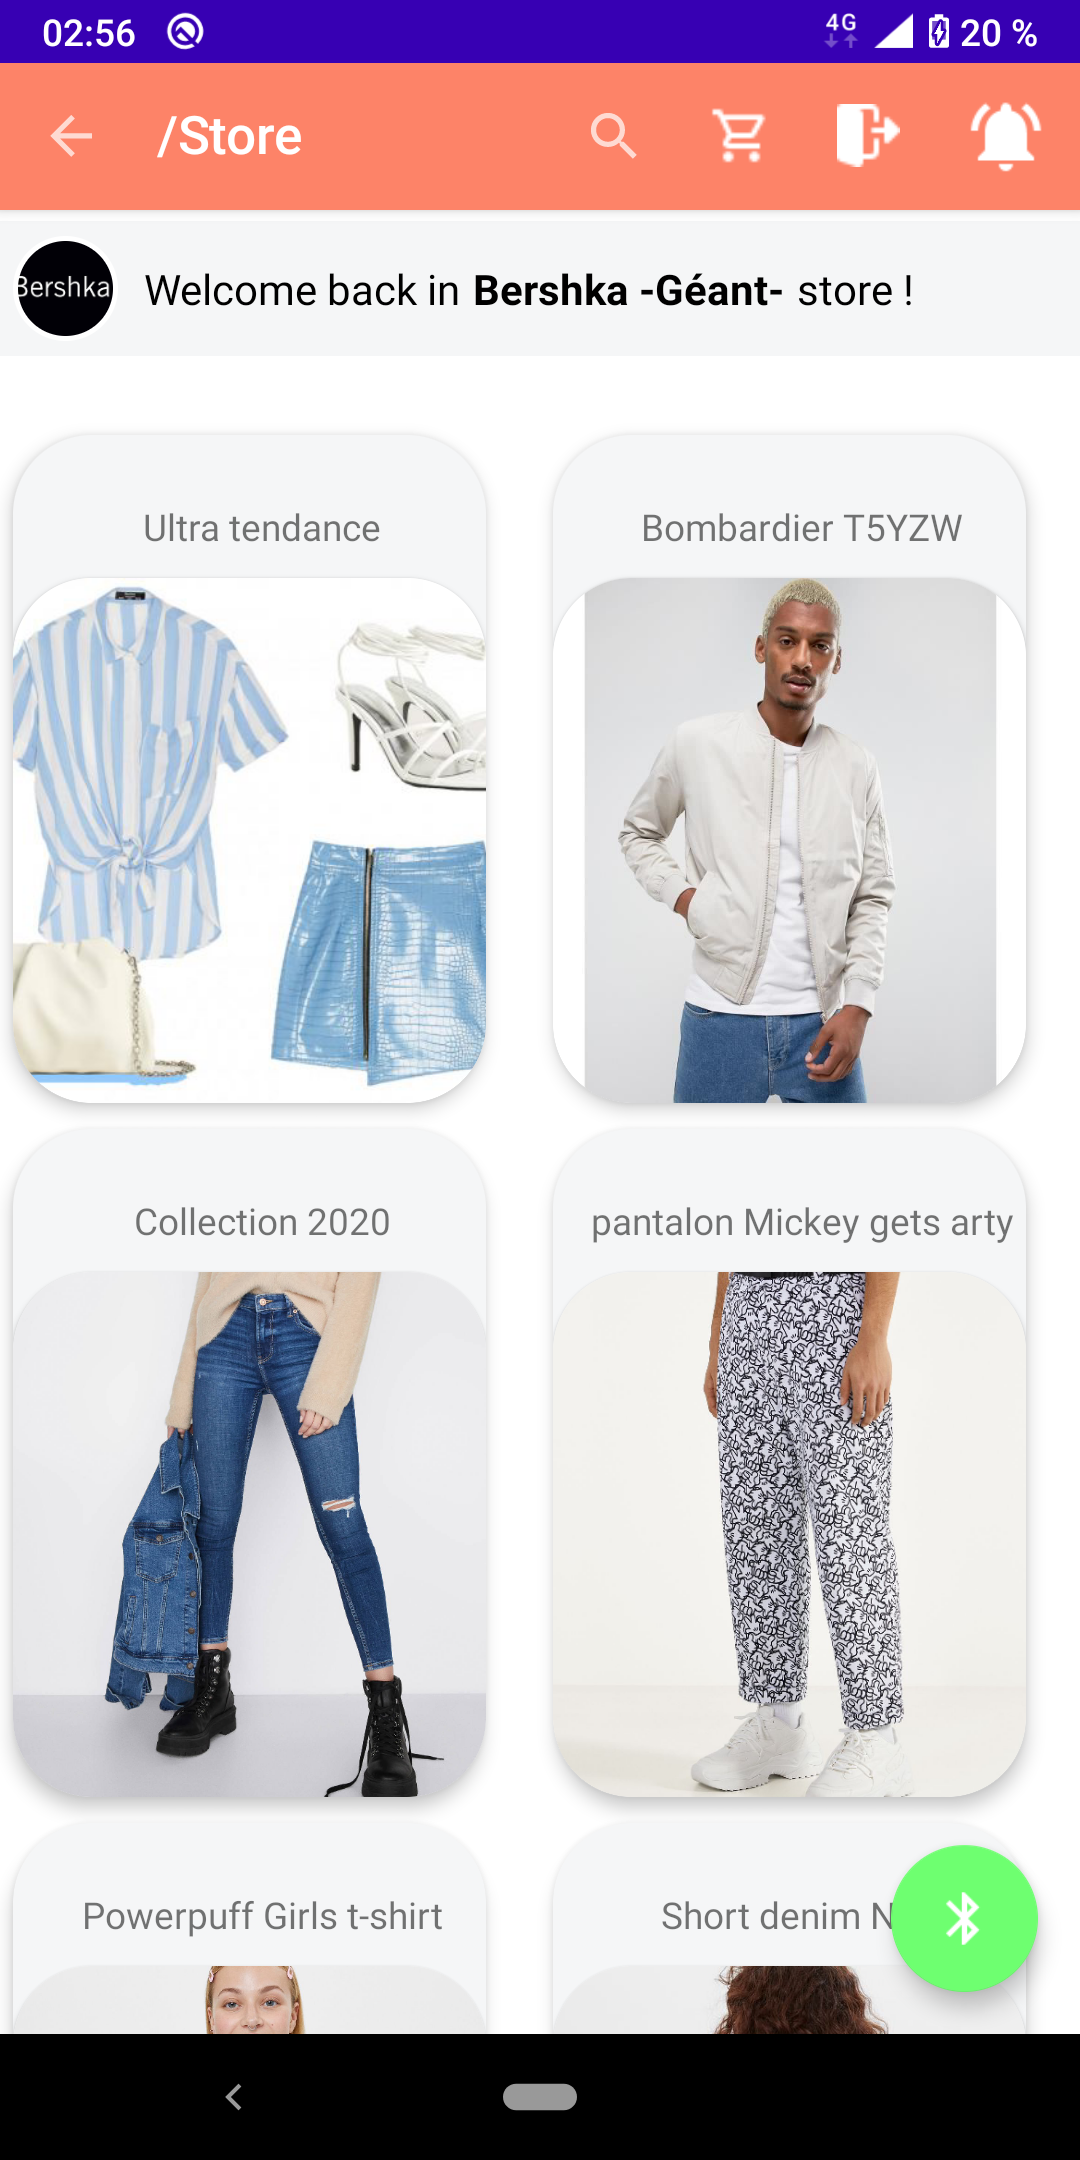 02:56
4G
20 %
/Store
Bershka
Welcome back in Bershka -Géant- store !
Ultra tendance
Bombardier T5YZW
Collection 2020
pantalon Mickey gets arty
Powerpuff Girls t-shirt
Short denim N